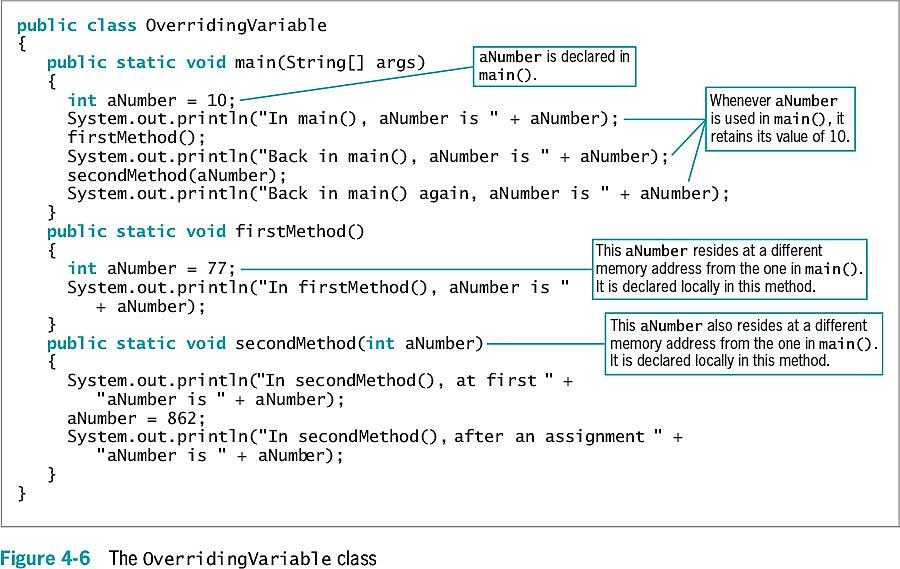 public class OverridingVariable
{
public static void main(String[] args)
{
int aNumber = 10;
System.out.println("In main(), aNumber is " + aNumber);
firstMethod();
System.out.println("Back in main(), aNumber is " + aNumber);
secondMethod(aNumber);
System.out.println("Back in main() again, aNumber is " + aNumber);
}
public static void firstMethod()
{
int aNumber = 77;
System.out.println("In firstMethod(), aNumber is "
+ aNumber);
}
public static void secondMethod(int aNumber)
{
System.out.println("In secondMethod(), at first " +
"aNumber is " + aNumber);
aNumber = 862;
System.out.println("In secondMethod(), after an assignment " +
"aNumber is " + aNumber);
}
}
aNumber is declared in
main().
Whenever aNumber
is used in main(), it
retains its value of 10.
This aNumber resides at a different
memory address from the one in main().
It is declared locally in this method.
This aNumber also resides at a different
memory address from the one in main().
It is declared locally in this method.
Figure 4-6 The OverridingVariable class